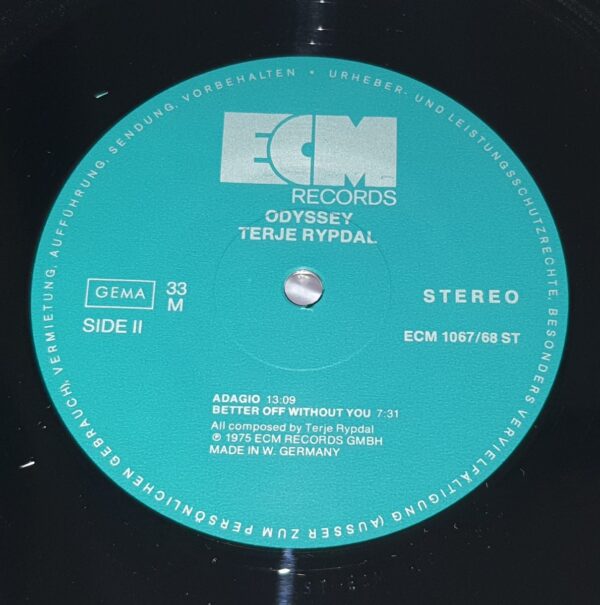 URHEBER- UND LEISTUNGSSCHUTZRECHTE, BESONDERS VERVIELFÄLTIGUNG (AUSSER ZUM PERSÖNLICHEN GEBRAUCH), VERMIETUNG, AUFFÜHRUNG, SENDUNG, VORBEHALTEN •
ECM
RECORDS
ODYSSEY
TERJE RYPDAL
GEMA
33
M
SIDE II
STEREO
ECM 1067/68 ST
ADAGIO 13:09
BETTER OFF WITHOUT YOU 7:31
All composed by Terje Rypdal
℗ 1975 ECM RECORDS GMBH
MADE IN W. GERMANY